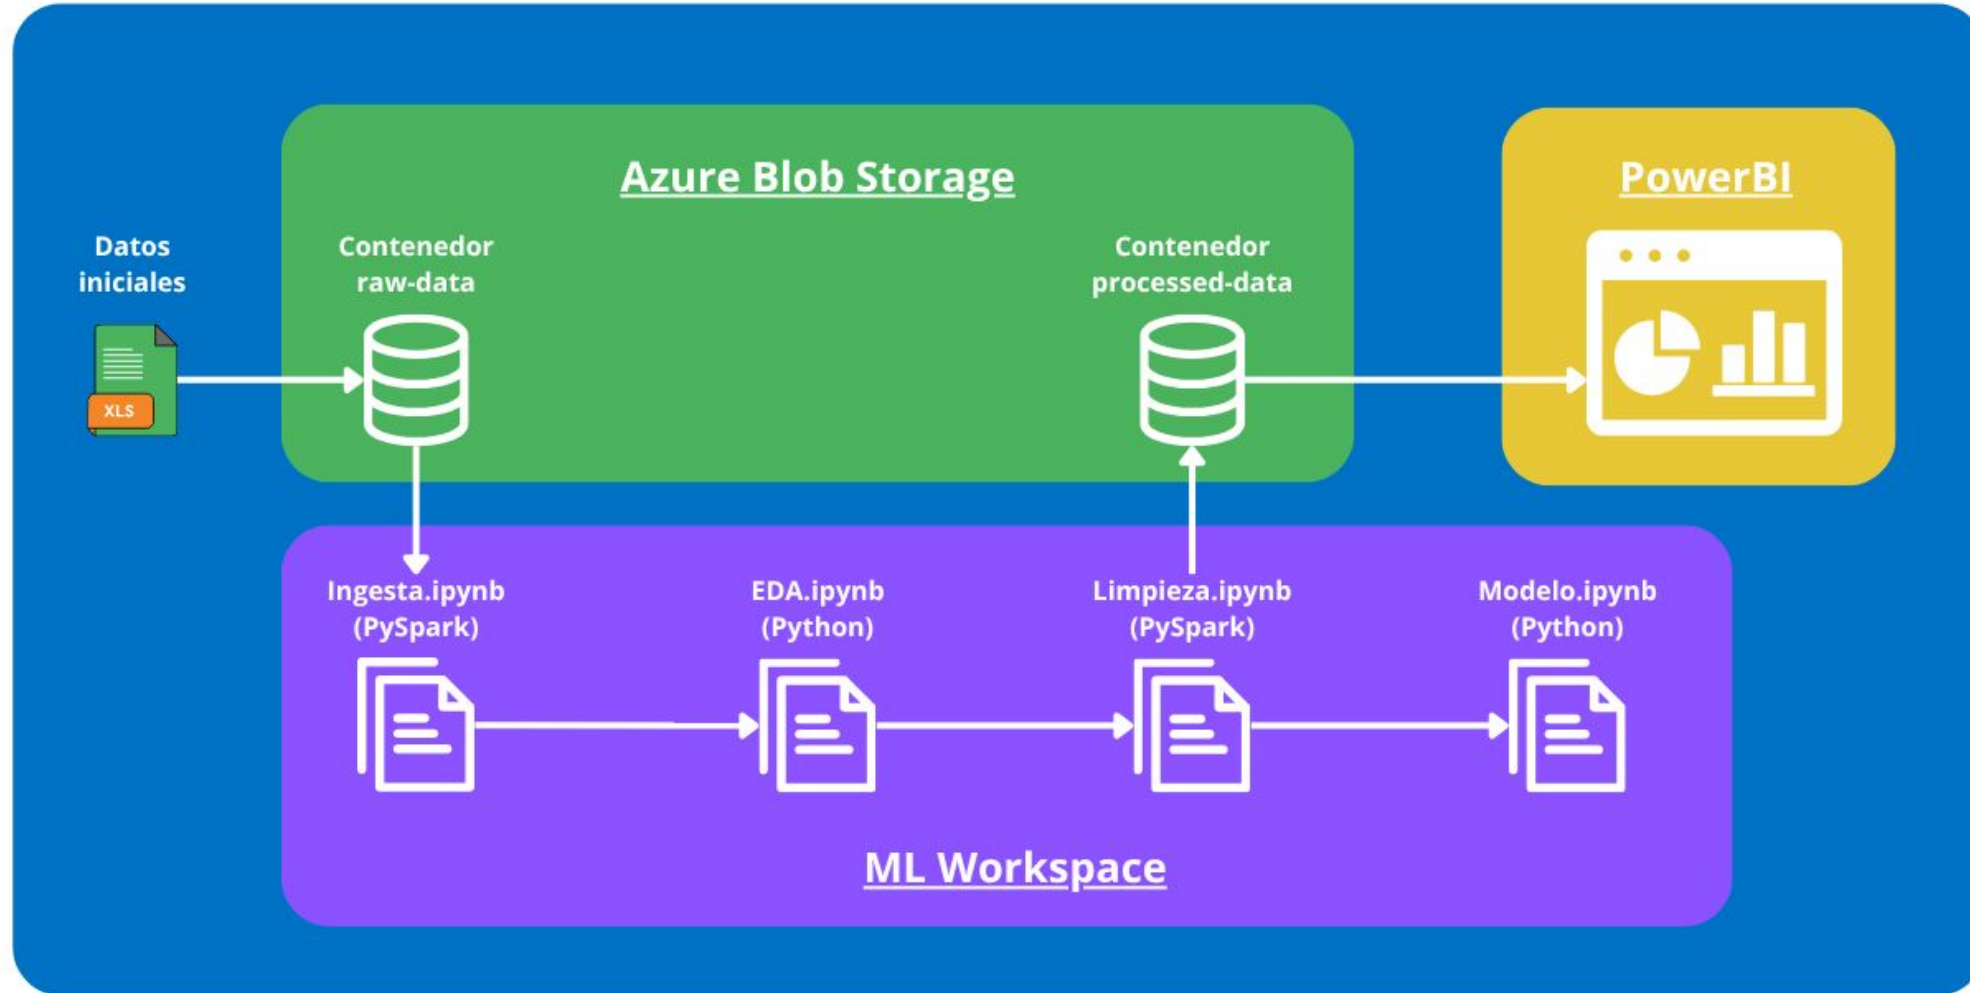 Azure Blob Storage
PowerBI
Datos
iniciales
XLS
Contenedor
raw-data
Contenedor
processed-data
Ingesta.ipynb
(PySpark)
EDA.ipynb
(Python)
Limpieza.ipynb
(PySpark)
Modelo.ipynb
(Python)
ML Workspace